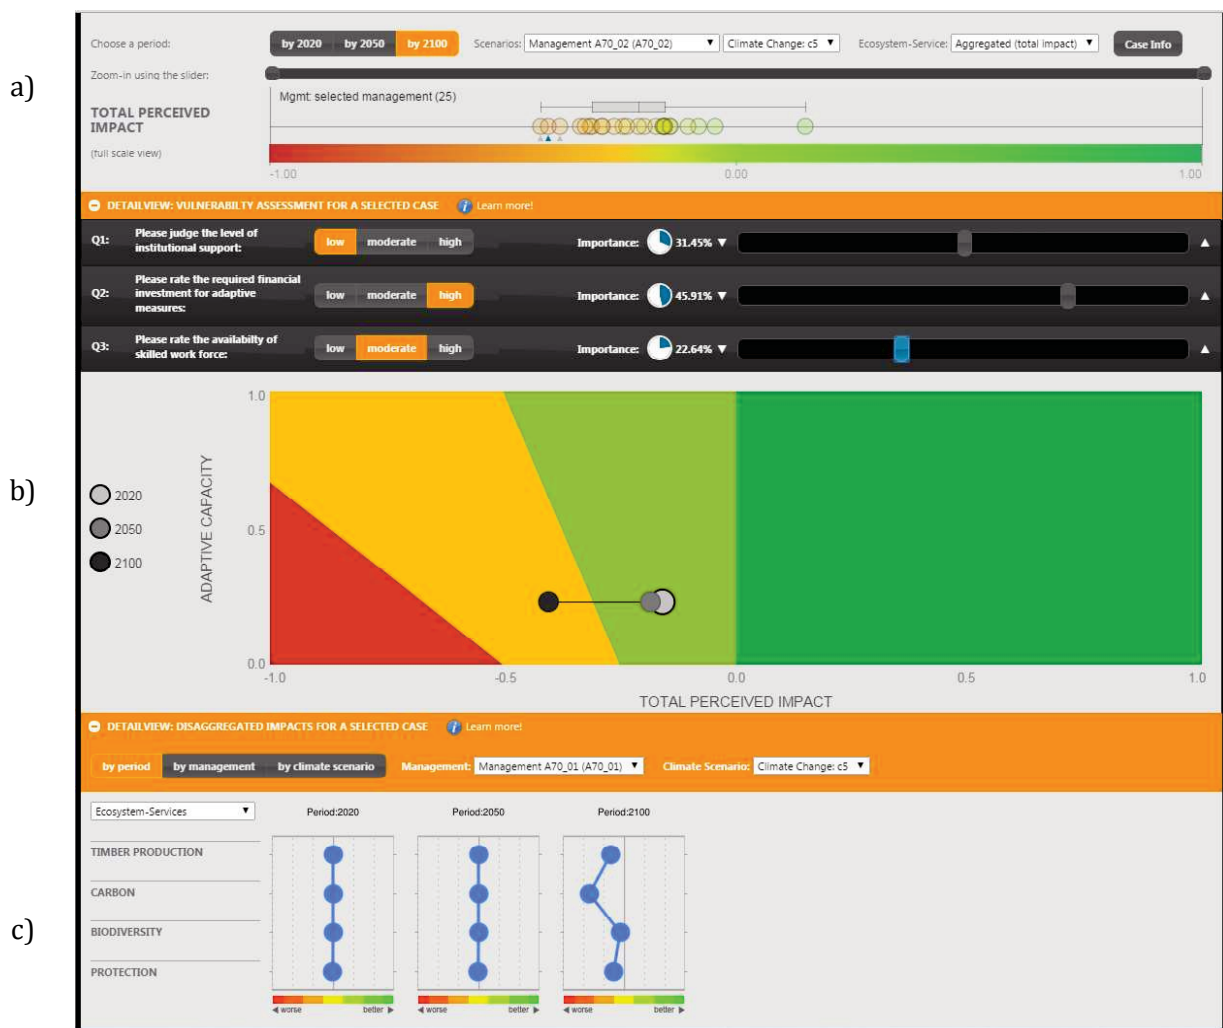 Choose a period: by 2020 by 2050 by 2100 Scenarios: Management A70_02 (A70_02) ▼ Climate Change: c5 ▼ Ecosystem-Service: Aggregated (total impact) ▼ Case Info
Zoom-in using the slider:
a)
Mgmt: selected management (25)
TOTAL PERCEIVED
IMPACT
(full scale view)
-1.00 0.00 1.00
DETAILVIEW: VULNERABILTY ASSESSMENT FOR A SELECTED CASE i Learn more!
Q1: Please judge the level of
institutional support:
low moderate high Importance: 31.45% ▼ ▲
Q2: Please rate the required financial
investment for adaptive
measures:
low moderate high Importance: 45.91% ▼ ▲
Q3: Please rate the availabilty of
skilled work force:
low moderate high Importance: 22.64% ▼ ▲
b)
1.0
0.5
0.0
ADAPTIVE CAPACITY
2020
2050
2100
-1.0 -0.5 0.0 0.5 1.0
TOTAL PERCEIVED IMPACT
DETAILVIEW: DISAGGREGATED IMPACTS FOR A SELECTED CASE i Learn more!
by period by management by climate scenario Management: Management A70_01 (A70_01) ▼ Climate Scenario: Climate Change: c5 ▼
Ecosystem-Services ▼ Period:2020 Period:2050 Period:2100
TIMBER PRODUCTION
CARBON
c)
BIODIVERSITY
PROTECTION
◀ worse better ▶ ◀ worse better ▶ ◀ worse better ▶